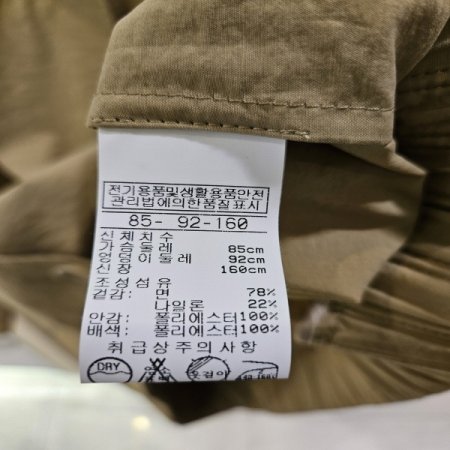 전기용품및생활용품안전
관리법에의한품질표시
85- 92-160
신체치수
가슴둘레 85cm
엉덩이둘레 92cm
신장 160cm
조성섬유
겉감: 면 78%
나일론 22%
안감: 폴리에스터100%
배색: 폴리에스터100%
취급상주의사항
DRY 옷걸이